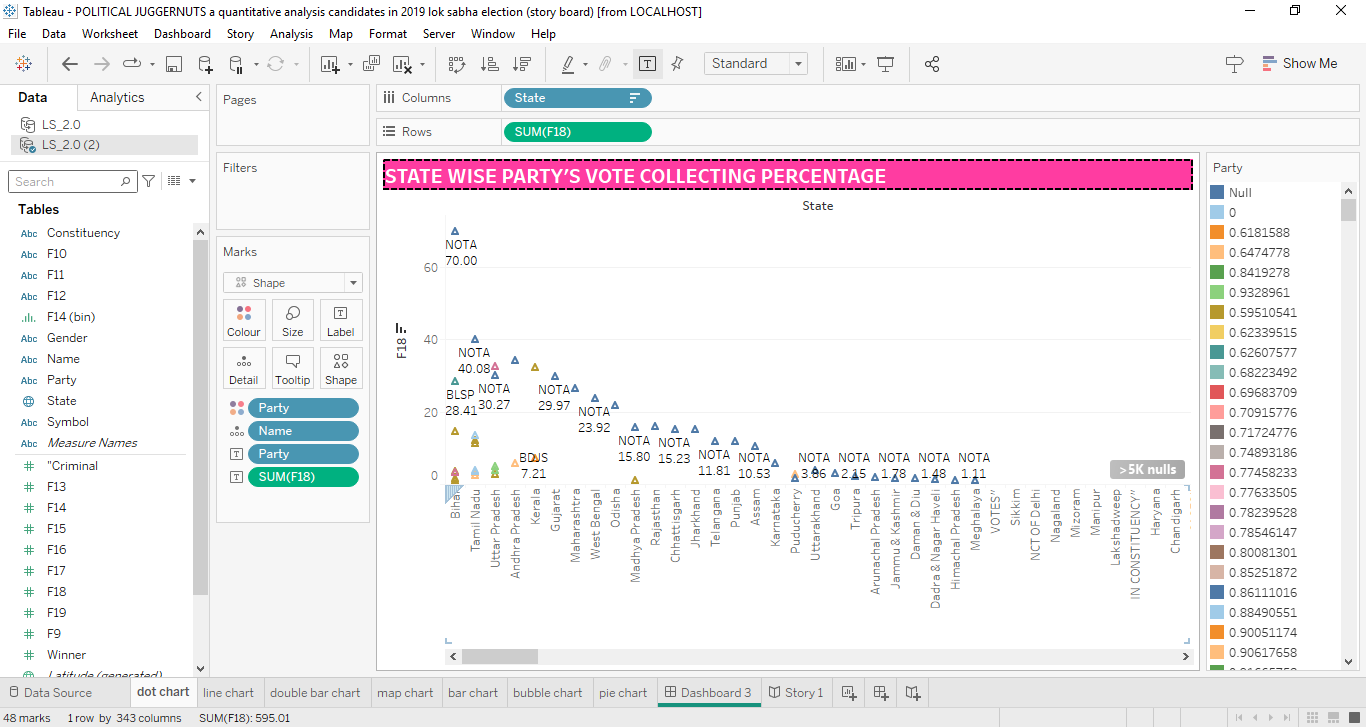 Tableau - POLITICAL JUGGERNUTS a quantitative analysis candidates in 2019 lok sabha election (story board) [from LOCALHOST]
File Data Worksheet Dashboard Story Analysis Map Format Server Window Help
Standard
Show Me
Data Analytics
LS_2.0
LS_2.0 (2)
Search
Tables
Abc Constituency
Abc F10
Abc F11
Abc F12
F14 (bin)
Abc Gender
Abc Name
Abc Party
State
Abc Symbol
Abc Measure Names
"Criminal
F13
F14
F15
F16
F17
F18
F19
F9
Winner
Latitude (generated)
Pages
Filters
Marks
Shape
Colour Size Label
Detail Tooltip Shape
Party
Name
Party
SUM(F18)
Columns State
Rows SUM(F18)
STATE WISE PARTY’S VOTE COLLECTING PERCENTAGE
State
F18
60
40
20
0
NOTA
70.00
NOTA
40.08
BLSP
28.41
NOTA
30.27
BDJS
7.21
NOTA
29.97
NOTA
23.92
NOTA
15.80
NOTA
15.23
NOTA
11.81
NOTA
10.53
NOTA
3.86
NOTA
2.15
NOTA
1.78
NOTA
1.48
NOTA
1.11
>5K nulls
Bihar
Tamil Nadu
Uttar Pradesh
Andhra Pradesh
Kerala
Gujarat
Maharashtra
West Bengal
Odisha
Madhya Pradesh
Rajasthan
Chhattisgarh
Jharkhand
Telangana
Punjab
Assam
Karnataka
Puducherry
Uttarakhand
Goa
Tripura
Arunachal Pradesh
Jammu & Kashmir
Daman & Diu
Dadra & Nagar Haveli
Himachal Pradesh
Meghalaya
VOTES"
Sikkim
NCT OF Delhi
Nagaland
Mizoram
Manipur
Lakshadweep
IN CONSTITUENCY"
Haryana
Chandigarh
Party
Null
0
0.6181588
0.6474778
0.8419278
0.9328961
0.59510541
0.62339515
0.62607577
0.68223492
0.69683709
0.70915776
0.71724776
0.74893186
0.77458233
0.77633505
0.78239528
0.78546147
0.80081301
0.85251872
0.86111016
0.88490551
0.90051174
0.90617658
Data Source dot chart line chart double bar chart map chart bar chart bubble chart pie chart Dashboard 3 Story 1
48 marks 1 row by 343 columns SUM(F18): 595.01